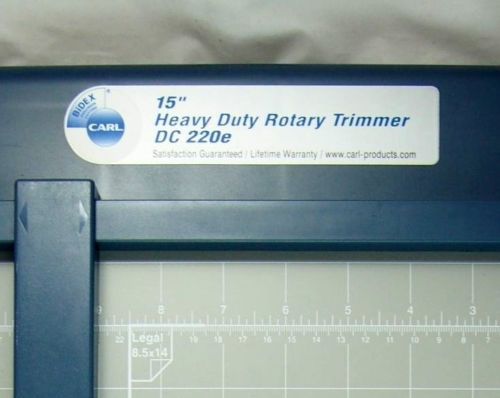 BIDEX
CARL
15"
Heavy Duty Rotary Trimmer
DC 220e
Satisfaction Guaranteed / Lifetime Warranty / www.carl-products.com
9 8 7 6 5 4 3
Legal
8.5x14